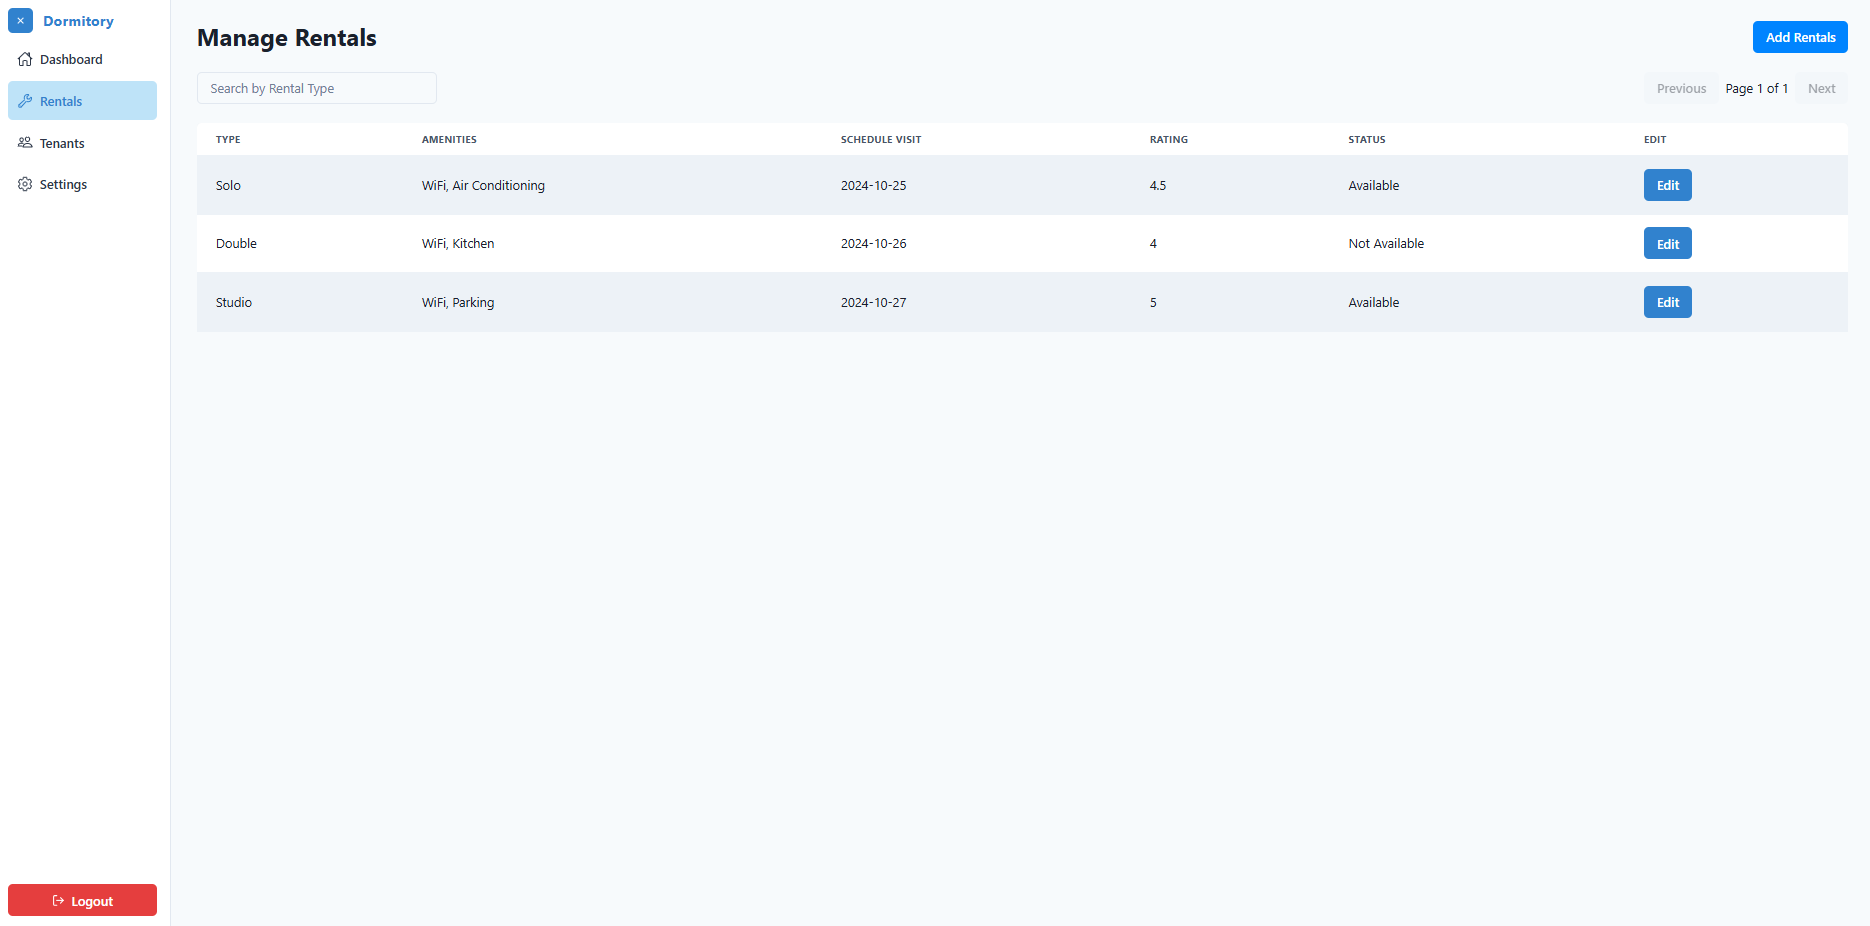 Dormitory
Dashboard
Rentals
Tenants
Settings
Logout
Manage Rentals
Add Rentals
Search by Rental Type
Previous Page 1 of 1 Next
TYPE AMENITIES SCHEDULE VISIT RATING STATUS EDIT
Solo WiFi, Air Conditioning 2024-10-25 4.5 Available Edit
Double WiFi, Kitchen 2024-10-26 4 Not Available Edit
Studio WiFi, Parking 2024-10-27 5 Available Edit